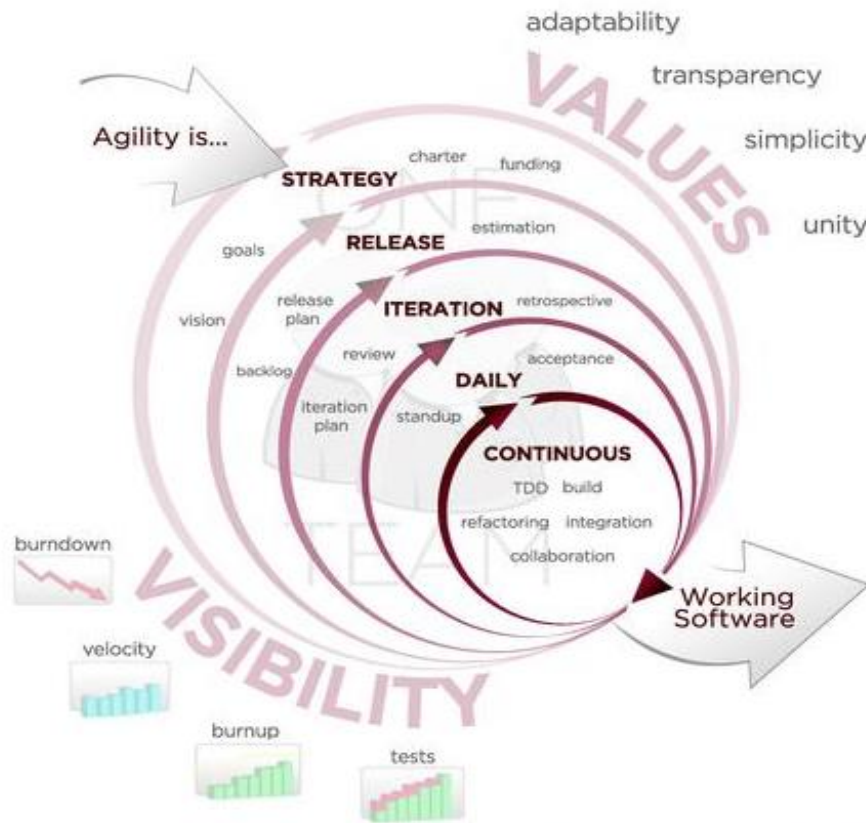 adaptability
transparency
VALUES
simplicity
unity
Agility is...
charter
funding
STRATEGY
ONE
goals
RELEASE
estimation
vision
release
plan
ITERATION
retrospective
backlog
review
acceptance
DAILY
iteration
plan
standup
CONTINUOUS
TDD build
refactoring integration
collaboration
TEAM
Working
Software
VISIBILITY
burndown
velocity
burnup
tests